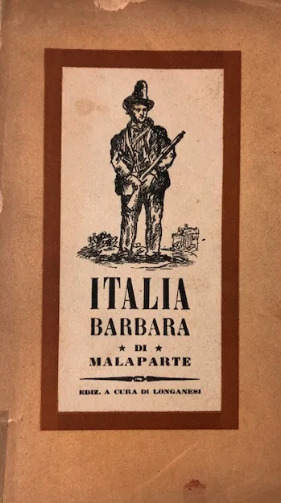 ITALIA
BARBARA
★ DI ★
MALAPARTE
EDIZ. A CURA DI LONGANESI